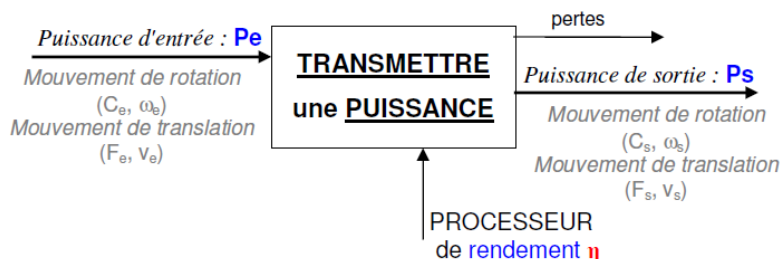 Puissance d'entrée : Pe
Mouvement de rotation
(Ce, ωe)
Mouvement de translation
(Fe, ve)
TRANSMETTRE
une PUISSANCE
pertes
Puissance de sortie : Ps
Mouvement de rotation
(Cs, ωs)
Mouvement de translation
(Fs, vs)
PROCESSEUR
de rendement η